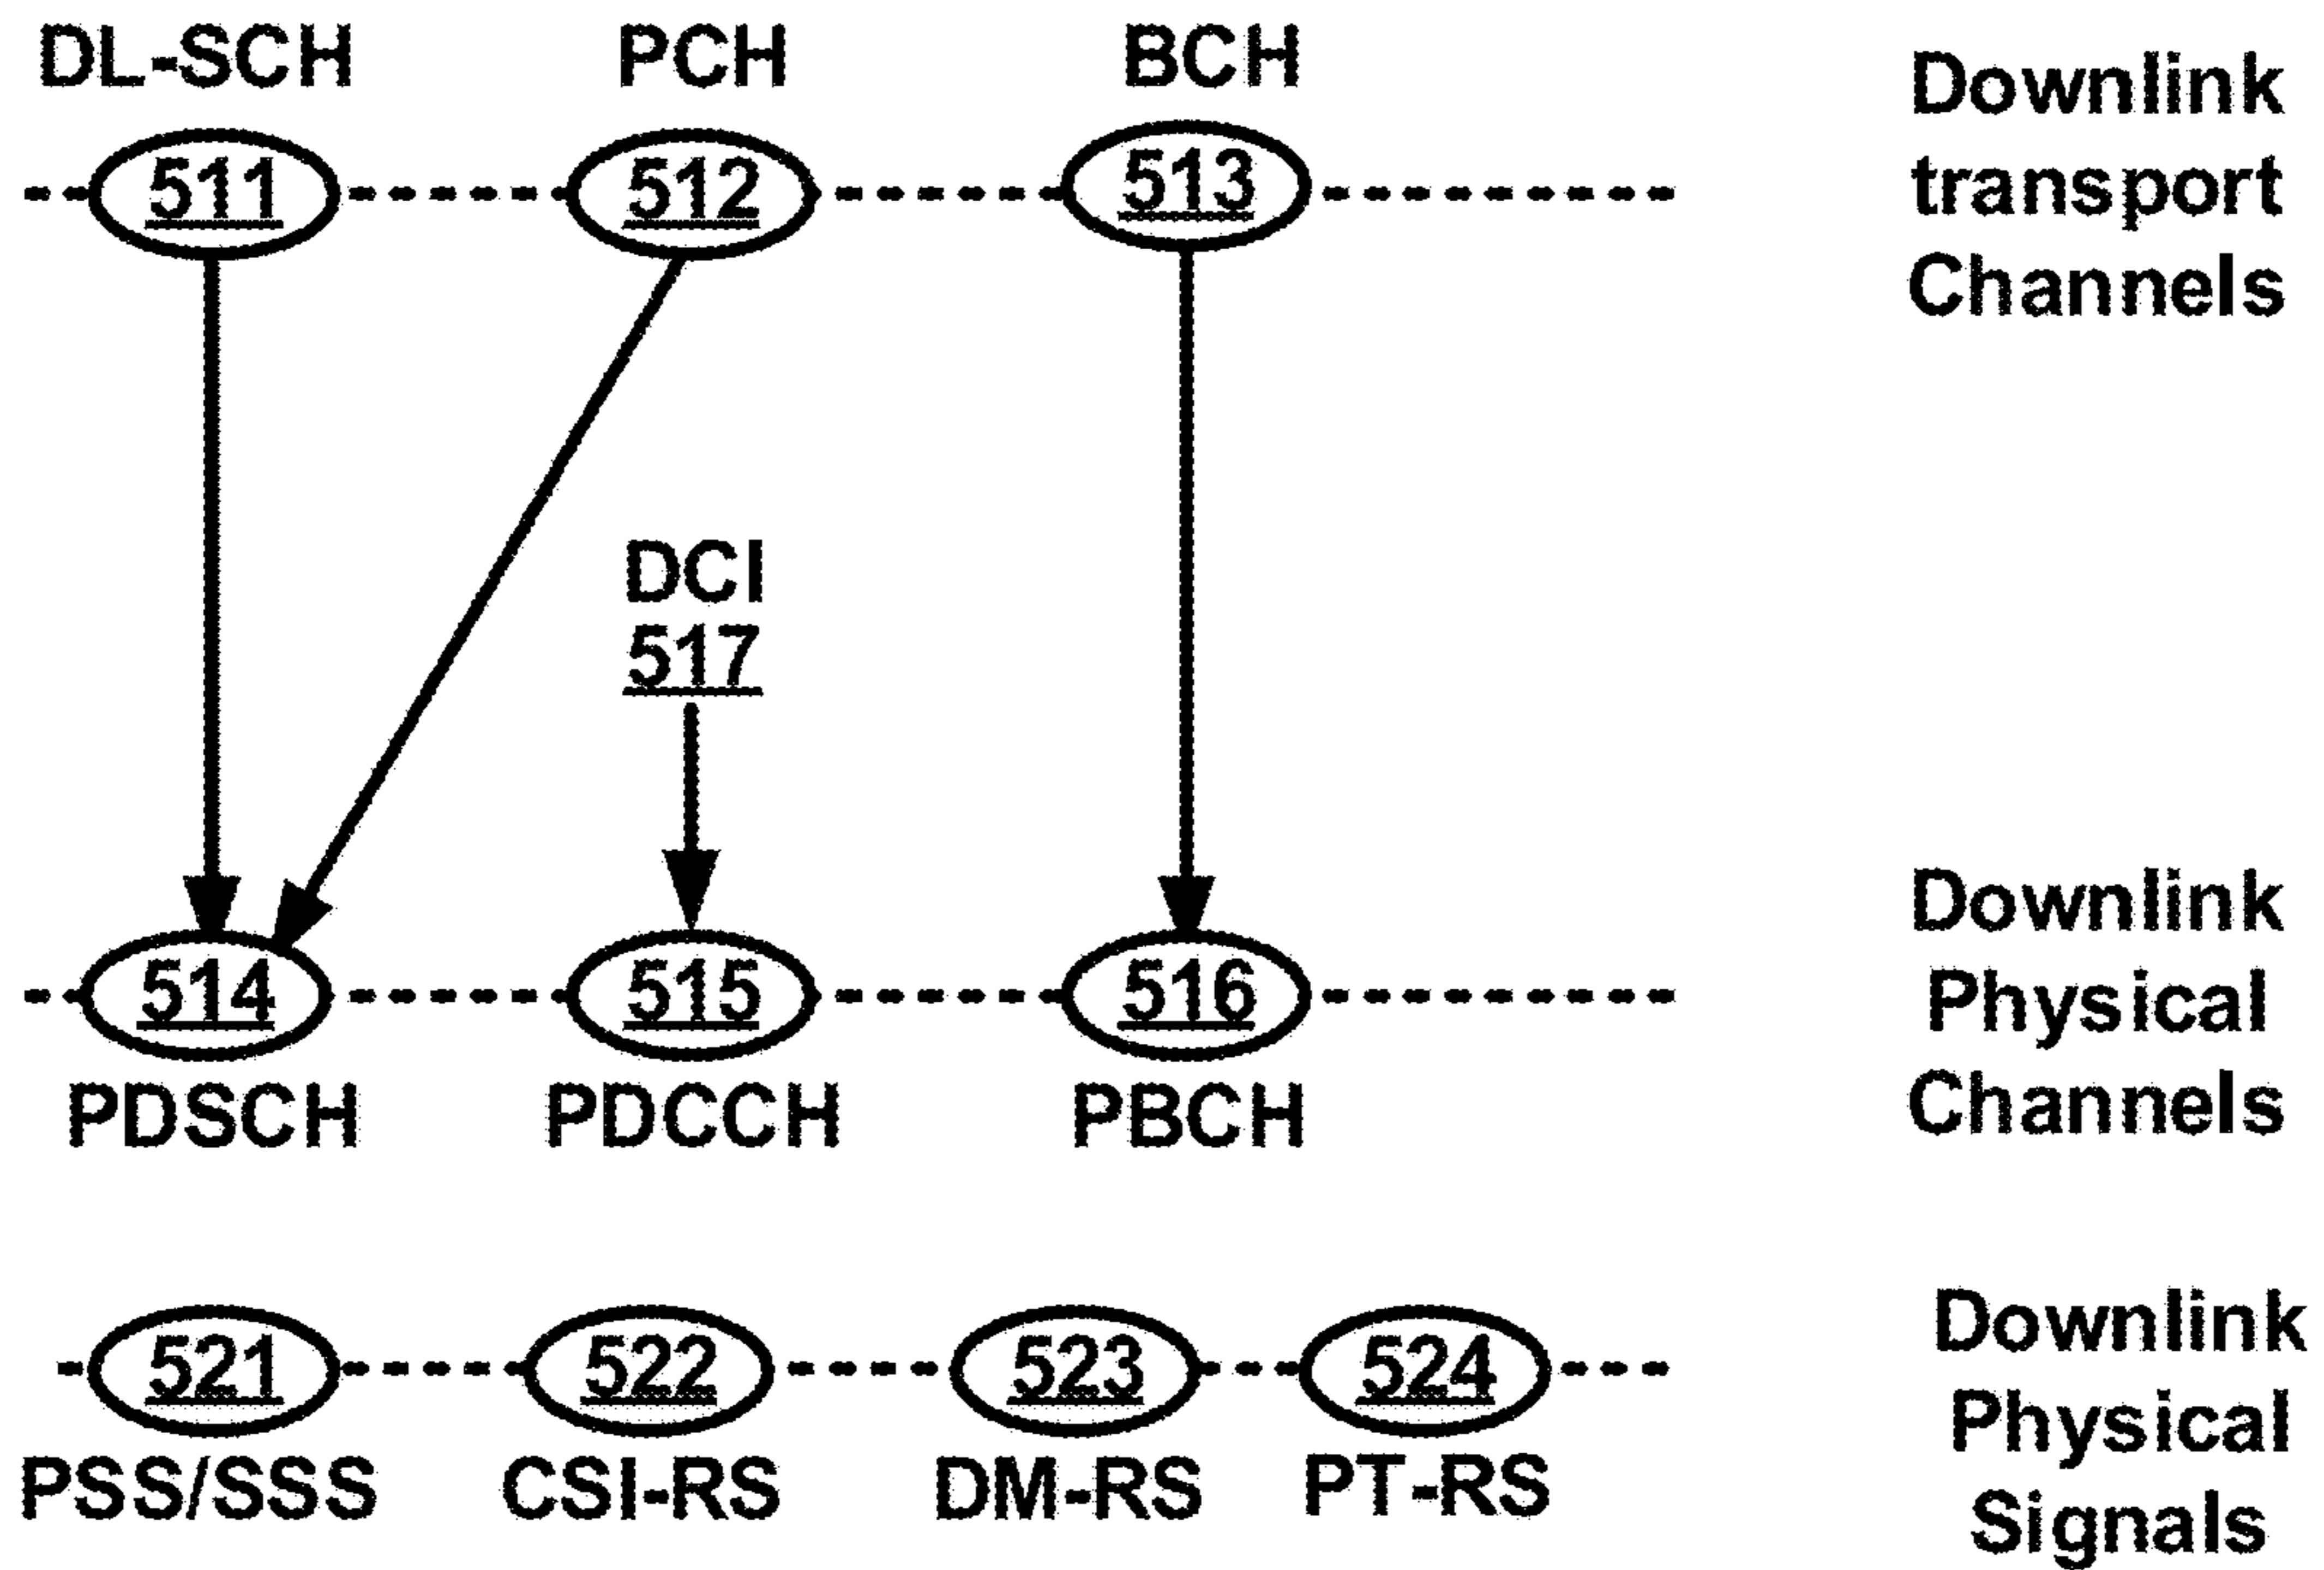 DL-SCH PCH BCH
511 512 513
Downlink
transport
Channels
DCI
517
514 515 516
PDSCH PDCCH PBCH
Downlink
Physical
Channels
521 522 523 524
PSS/SSS CSI-RS DM-RS PT-RS
Downlink
Physical
Signals